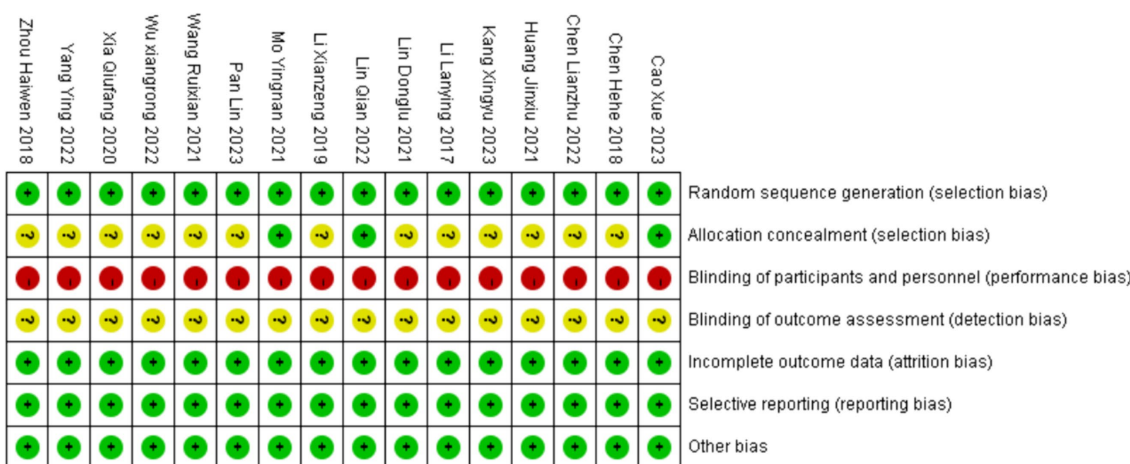 Zhou Haiwen 2018
Yang Ying 2022
Xia Qiufang 2020
Wu xiangrong 2022
Wang Ruixian 2021
Pan Lin 2023
Mo Yingnan 2021
Li Xianzeng 2019
Lin Qian 2022
Lin Donglu 2021
Li Lanying 2017
Kang Xingyu 2023
Huang Jinxiu 2021
Chen Lianzhu 2022
Chen Hehe 2018
Cao Xue 2023
+ + + + + + + + + + + + + + + + Random sequence generation (selection bias)
? ? ? ? ? ? + ? + ? ? ? ? ? ? + Allocation concealment (selection bias)
– – – – – – – – – – – – – – – – Blinding of participants and personnel (performance bias)
? ? ? ? ? ? ? ? ? ? ? ? ? ? ? ? Blinding of outcome assessment (detection bias)
+ + + + + + + + + + + + + + + + Incomplete outcome data (attrition bias)
+ + + + + + + + + + + + + + + + Selective reporting (reporting bias)
+ + + + + + + + + + + + + + + + Other bias